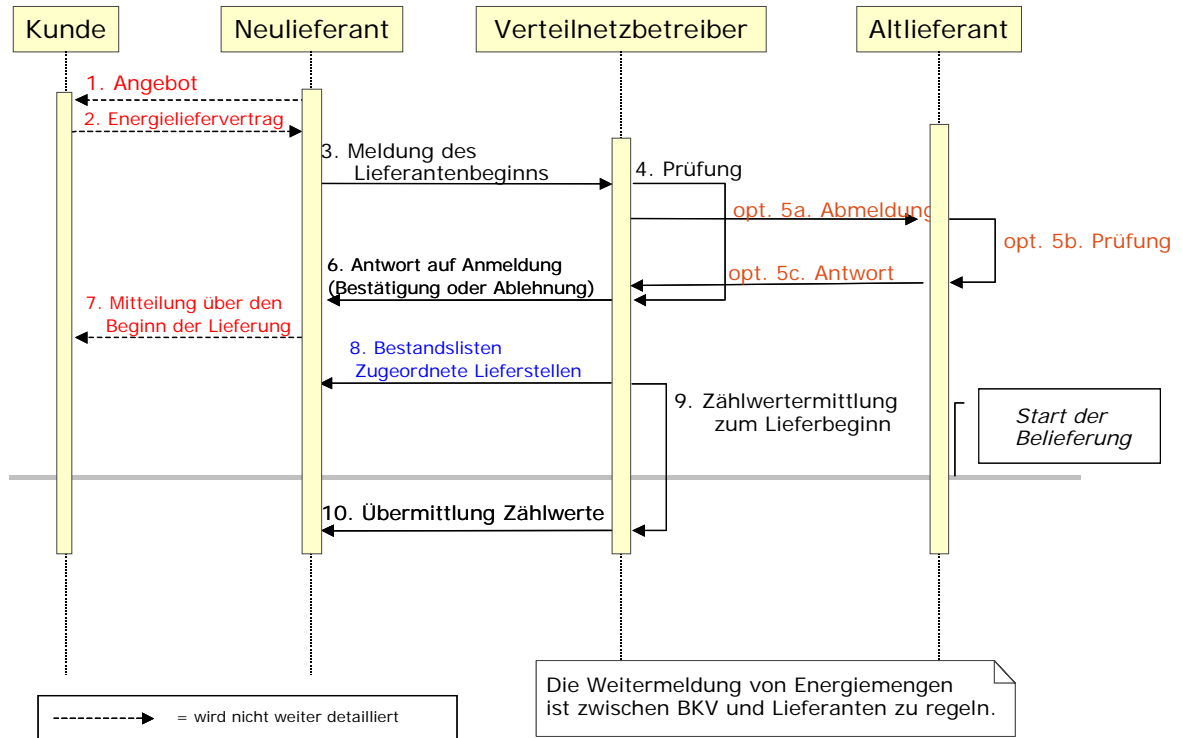 Kunde
Neulieferant
Verteilnetzbetreiber
Altlieferant
1. Angebot
2. Energieliefervertrag
3. Meldung des
Lieferantenbeginns
4. Prüfung
opt. 5a. Abmeldung
opt. 5b. Prüfung
opt. 5c. Antwort
6. Antwort auf Anmeldung
(Bestätigung oder Ablehnung)
7. Mitteilung über den
Beginn der Lieferung
8. Bestandslisten
Zugeordnete Lieferstellen
9. Zählwertermittlung
zum Lieferbeginn
Start der
Belieferung
10. Übermittlung Zählwerte
Die Weitermeldung von Energiemengen
ist zwischen BKV und Lieferanten zu regeln.
= wird nicht weiter detailliert